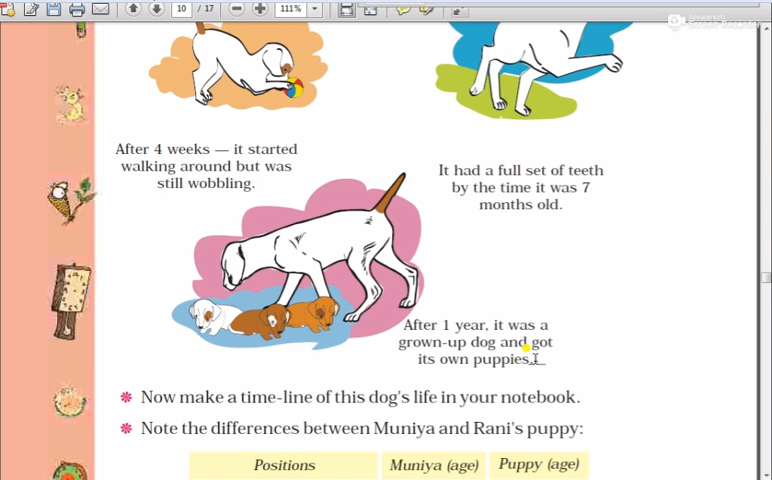 10 / 17
111%
After 4 weeks — it started
walking around but was
still wobbling.
It had a full set of teeth
by the time it was 7
months old.
After 1 year, it was a
grown-up dog and got
its own puppies.
Now make a time-line of this dog's life in your notebook.
Note the differences between Muniya and Rani's puppy:
Positions Muniya (age) Puppy (age)